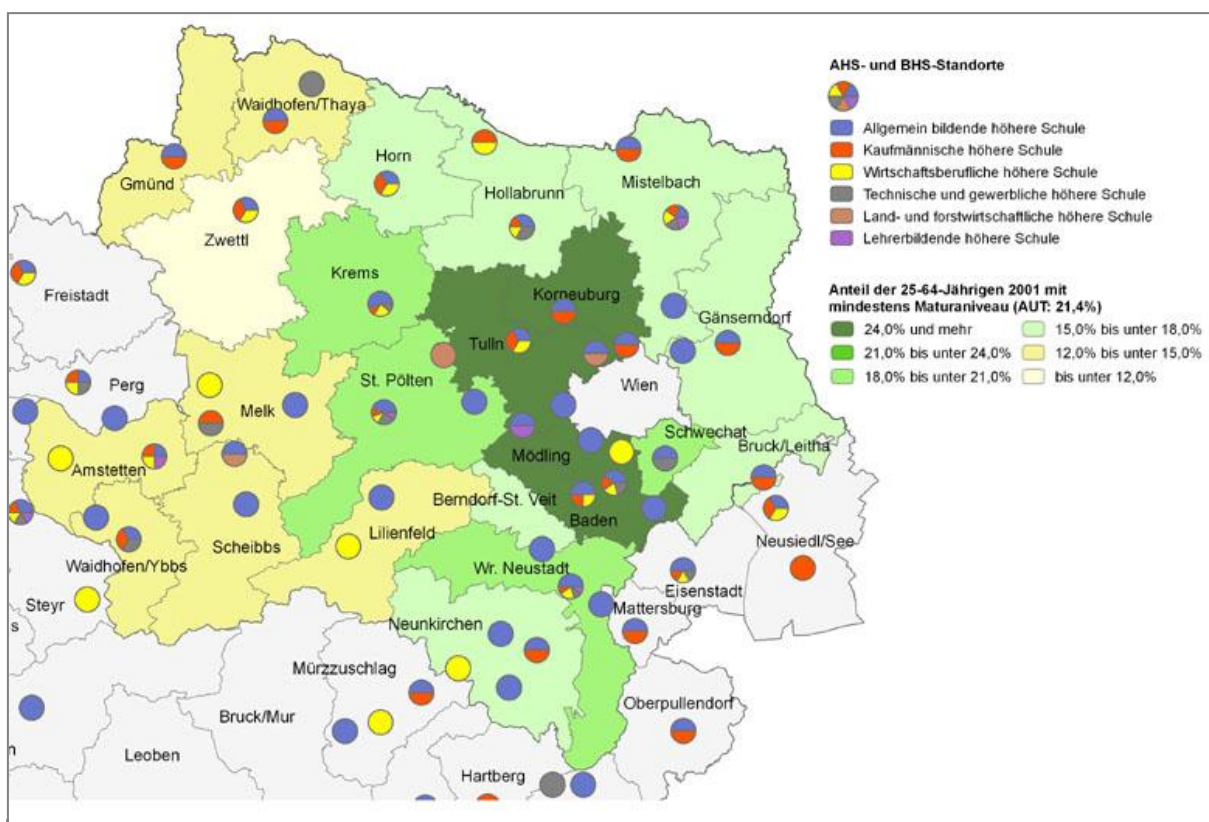 AHS- und BHS-Standorte
Allgemein bildende höhere Schule
Kaufmännische höhere Schule
Wirtschaftsberufliche höhere Schule
Technische und gewerbliche höhere Schule
Land- und forstwirtschaftliche höhere Schule
Lehrerbildende höhere Schule
Anteil der 25-64-Jährigen 2001 mit
mindestens Maturaniveau (AUT: 21,4%)
24,0% und mehr
15,0% bis unter 18,0%
21,0% bis unter 24,0%
12,0% bis unter 15,0%
18,0% bis unter 21,0%
bis unter 12,0%
Waidhofen/Thaya
Gmünd
Horn
Hollabrunn
Mistelbach
Zwettl
Krems
Freistadt
Korneuburg
Gänserndorf
Tulln
Perg
St. Pölten
Wien
Melk
Schwechat
Bruck/Leitha
Mödling
Amstetten
Berndorf-St. Veit
Baden
Lilienfeld
Scheibbs
Neusiedl/See
Waidhofen/Ybbs
Wr. Neustadt
Eisenstadt
Steyr
Mattersburg
s
Neunkirchen
Mürzzuschlag
Oberpullendorf
Bruck/Mur
n
Leoben
Hartberg